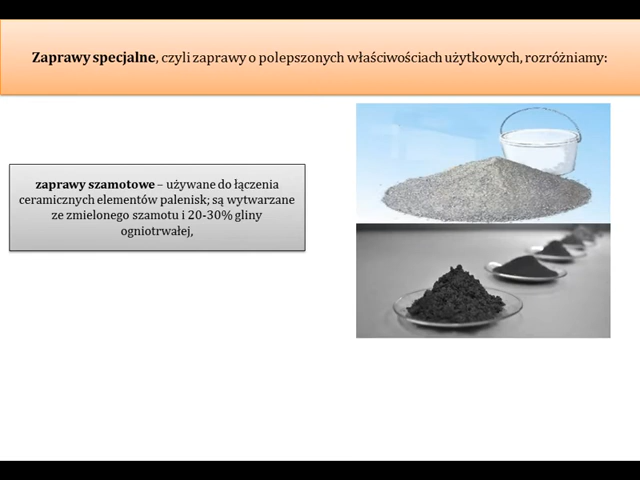 Zaprawy specjalne, czyli zaprawy o polepszonych właściwościach użytkowych, rozróżniamy:
zaprawy szamotowe – używane do łączenia
ceramicznych elementów palenisk; są wytwarzane
ze zmielonego szamotu i 20-30% gliny
ogniotrwałej,